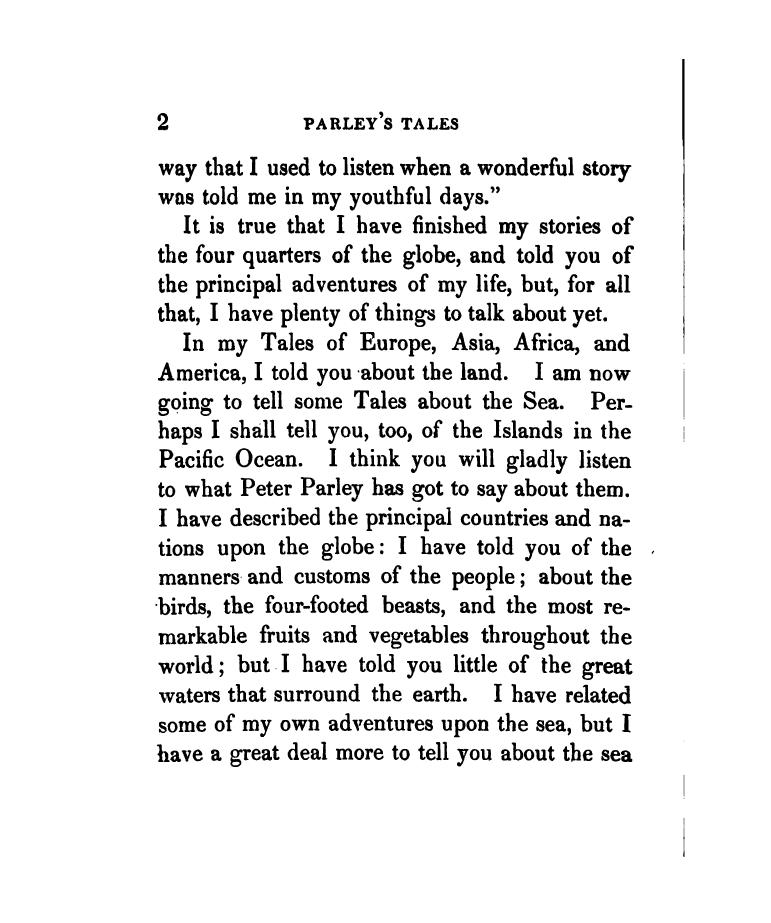 2 PARLEY'S TALES
way that I used to listen when a wonderful story
was told me in my youthful days."
It is true that I have finished my stories of
the four quarters of the globe, and told you of
the principal adventures of my life, but, for all
that, I have plenty of things to talk about yet.
In my Tales of Europe, Asia, Africa, and
America, I told you about the land. I am now
going to tell some Tales about the Sea. Per-
haps I shall tell you, too, of the Islands in the
Pacific Ocean. I think you will gladly listen
to what Peter Parley has got to say about them.
I have described the principal countries and na-
tions upon the globe: I have told you of the
manners and customs of the people; about the
birds, the four-footed beasts, and the most re-
markable fruits and vegetables throughout the
world; but I have told you little of the great
waters that surround the earth. I have related
some of my own adventures upon the sea, but I
have a great deal more to tell you about the sea